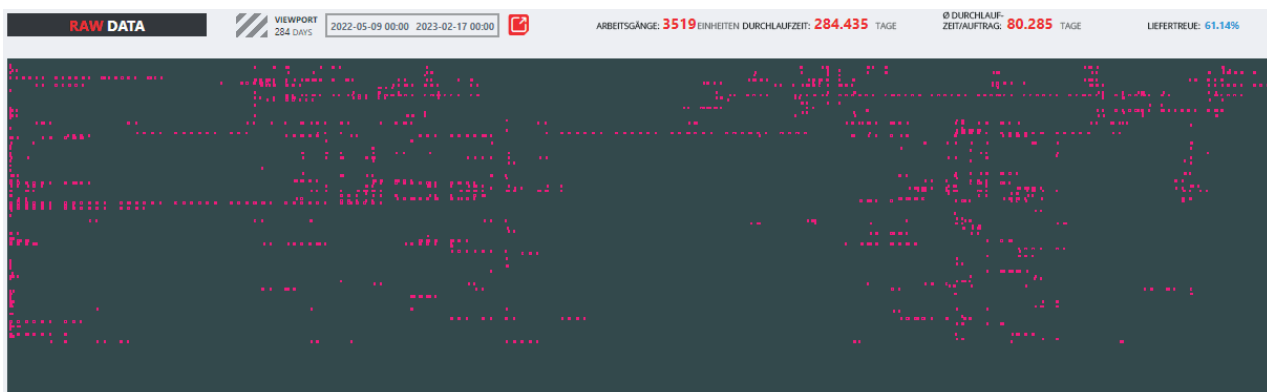 RAW DATA
VIEWPORT
284 DAYS
2022-05-09 00:00 2023-02-17 00:00
ARBEITSGÄNGE: 3519 EINHEITEN DURCHLAUFZEIT: 284.435 TAGE
Ø DURCHLAUF-
ZEIT/AUFTRAG: 80.285 TAGE
LIEFERTREUE: 61.14%